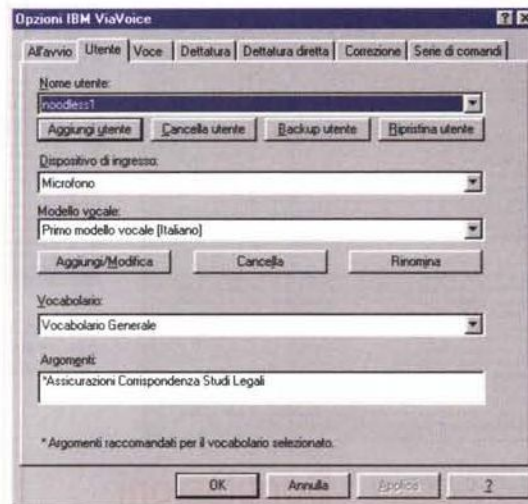 Opzioni IBM ViaVoice
All'avvio Utente Voce Dettatura Dettatura diretta Correzione Serie di comandi
Nome utente:
noodless1
Aggiungi utente Cancella utente Backup utente Ripristina utente
Dispositivo di ingresso:
Microfono
Modello vocale:
Primo modello vocale [Italiano]
Aggiungi/Modifica Cancella Rinomina
Vocabolario:
Vocabolario Generale
Argomenti:
*Assicurazioni Corrispondenza Studi Legali
* Argomenti raccomandati per il vocabolario selezionato.
OK Annulla Applica ?